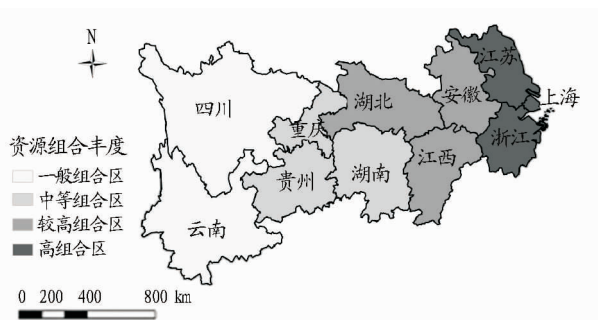 N
江苏
安徽
上海
四川
湖北
重庆
浙江
资源组合丰度
一般组合区
中等组合区
较高组合区
高组合区
贵州
湖南
江西
云南
0 200 400 800 km